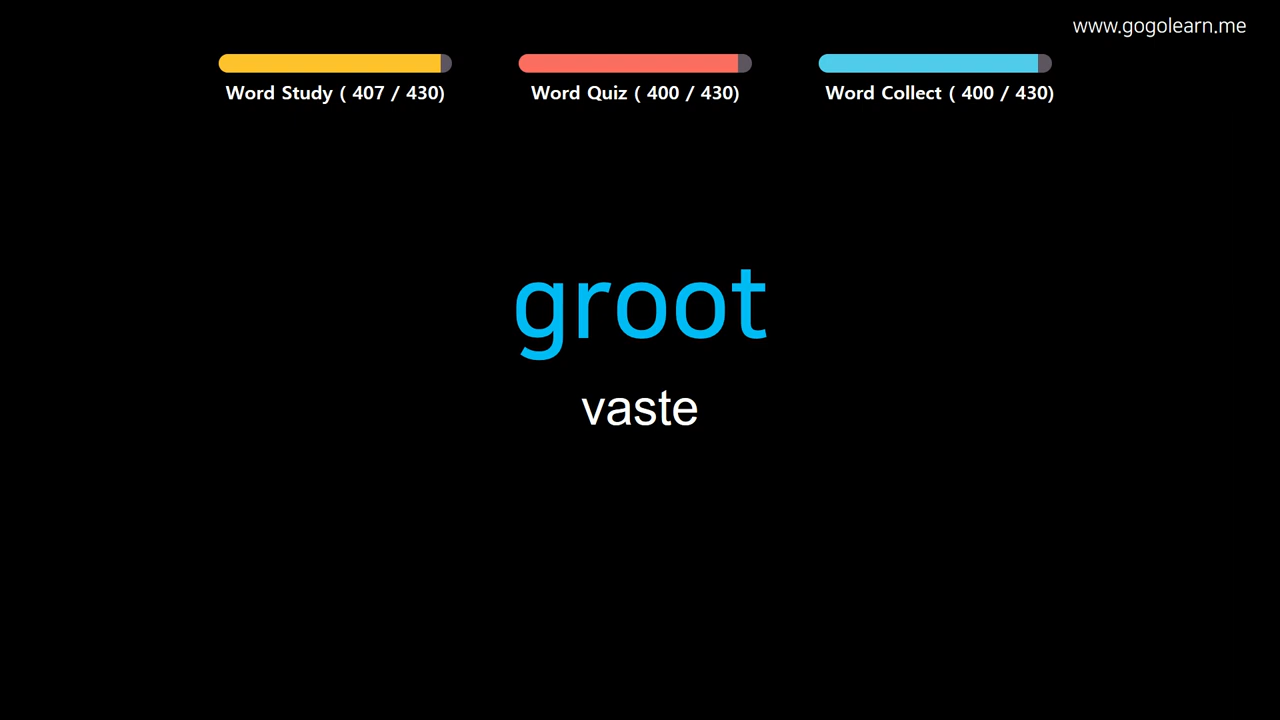 www.gogolearn.me
Word Study ( 407 / 430)
Word Quiz ( 400 / 430)
Word Collect ( 400 / 430)
groot
vaste